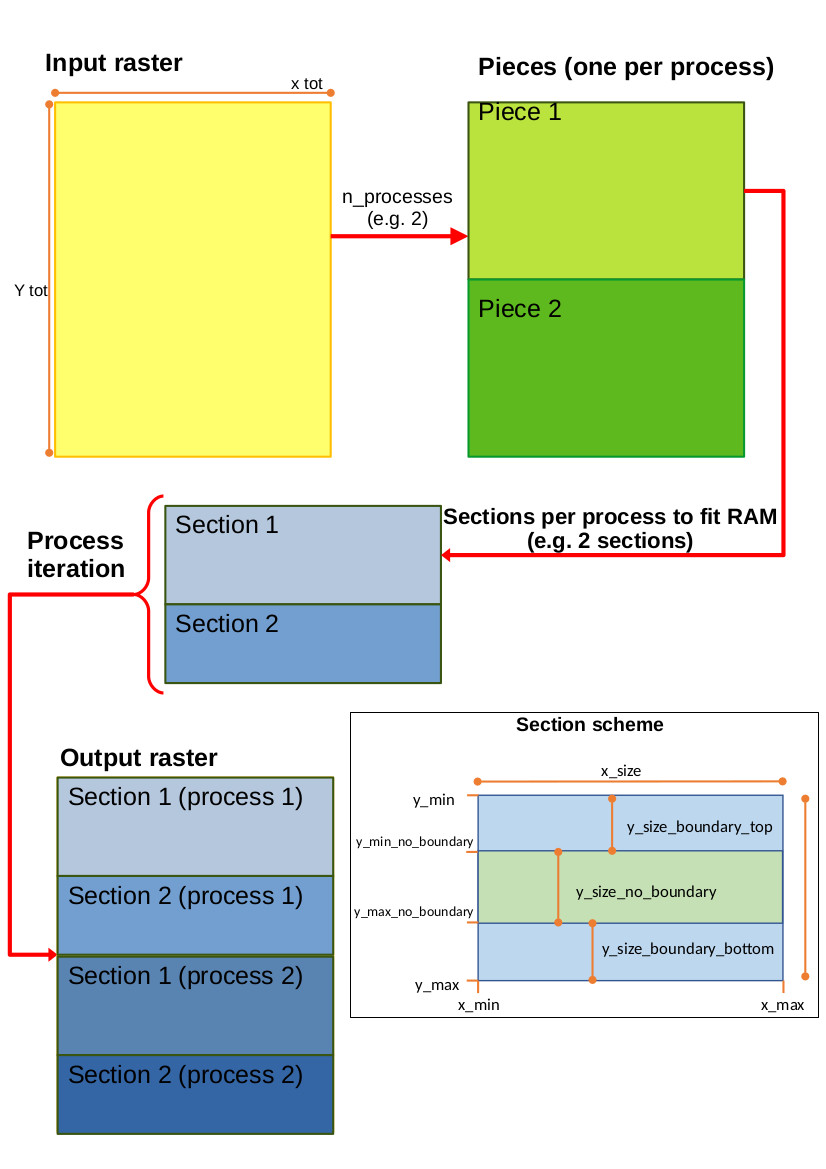 Input raster
x tot
Y tot
n_processes
(e.g. 2)
Pieces (one per process)
Piece 1
Piece 2
Sections per process to fit RAM
(e.g. 2 sections)
Process
iteration
Section 1
Section 2
Output raster
Section 1 (process 1)
Section 2 (process 1)
Section 1 (process 2)
Section 2 (process 2)
Section scheme
x_size
y_min
y_size_boundary_top
y_min_no_boundary
y_size_no_boundary
y_max_no_boundary
y_size_boundary_bottom
y_max
x_min
x_max